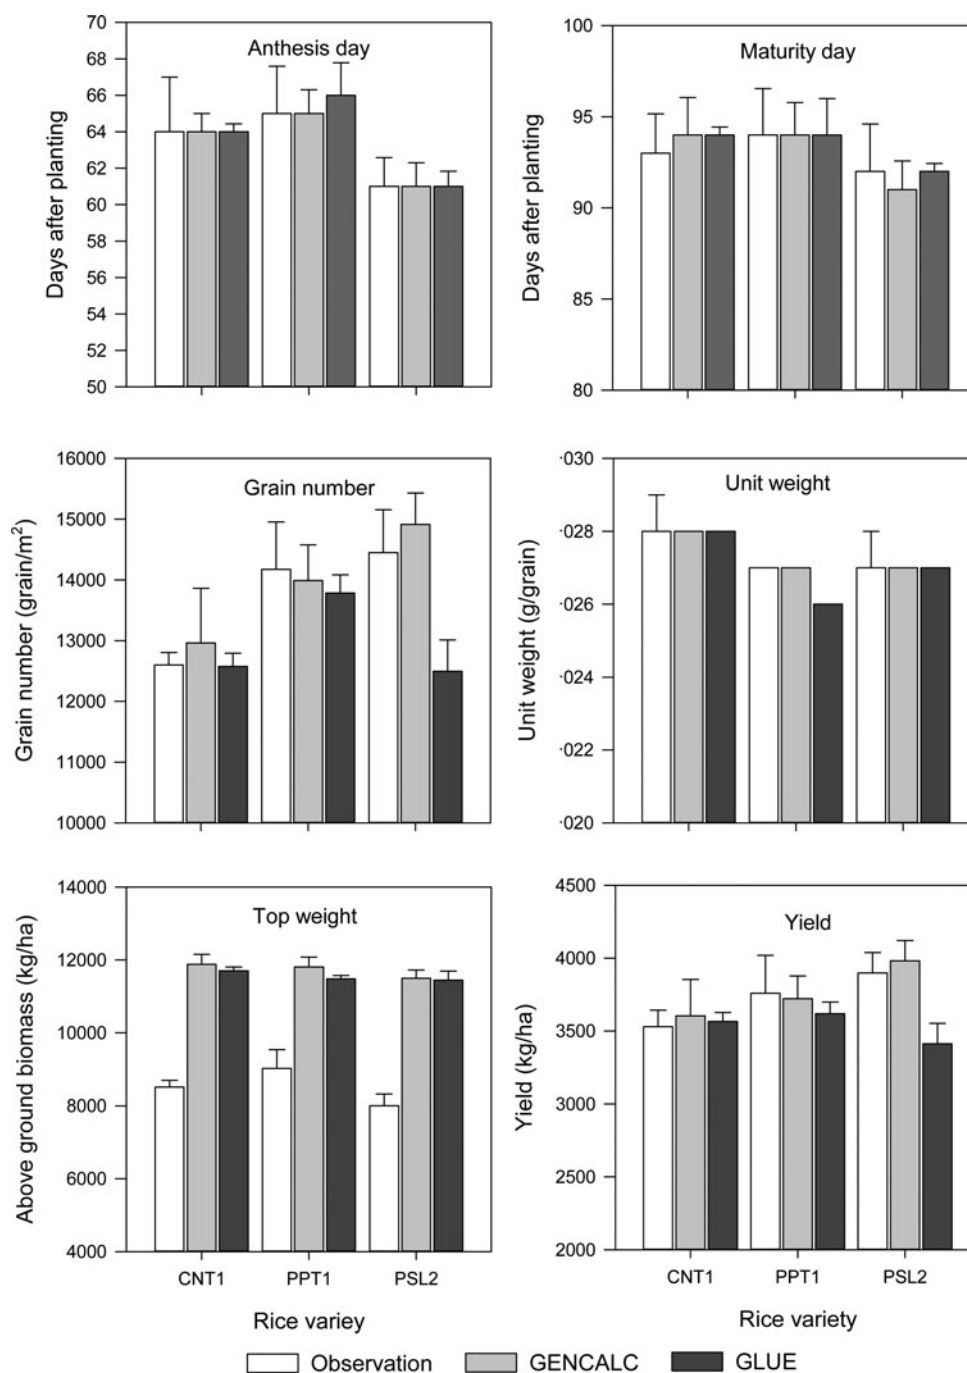 Anthesis day
Days after planting
70
68
66
64
62
60
58
56
54
52
50
Maturity day
Days after planting
100
95
90
85
80
Grain number
Grain number (grain/m²)
16000
15000
14000
13000
12000
11000
10000
Unit weight
Unit weight (g/grain)
·030
·028
·026
·024
·022
·020
Top weight
Above ground biomass (kg/ha)
14000
12000
10000
8000
6000
4000
CNT1 PPT1 PSL2
Rice variey
Yield
Yield (kg/ha)
4500
4000
3500
3000
2500
2000
CNT1 PPT1 PSL2
Rice variety
Observation GENCALC GLUE